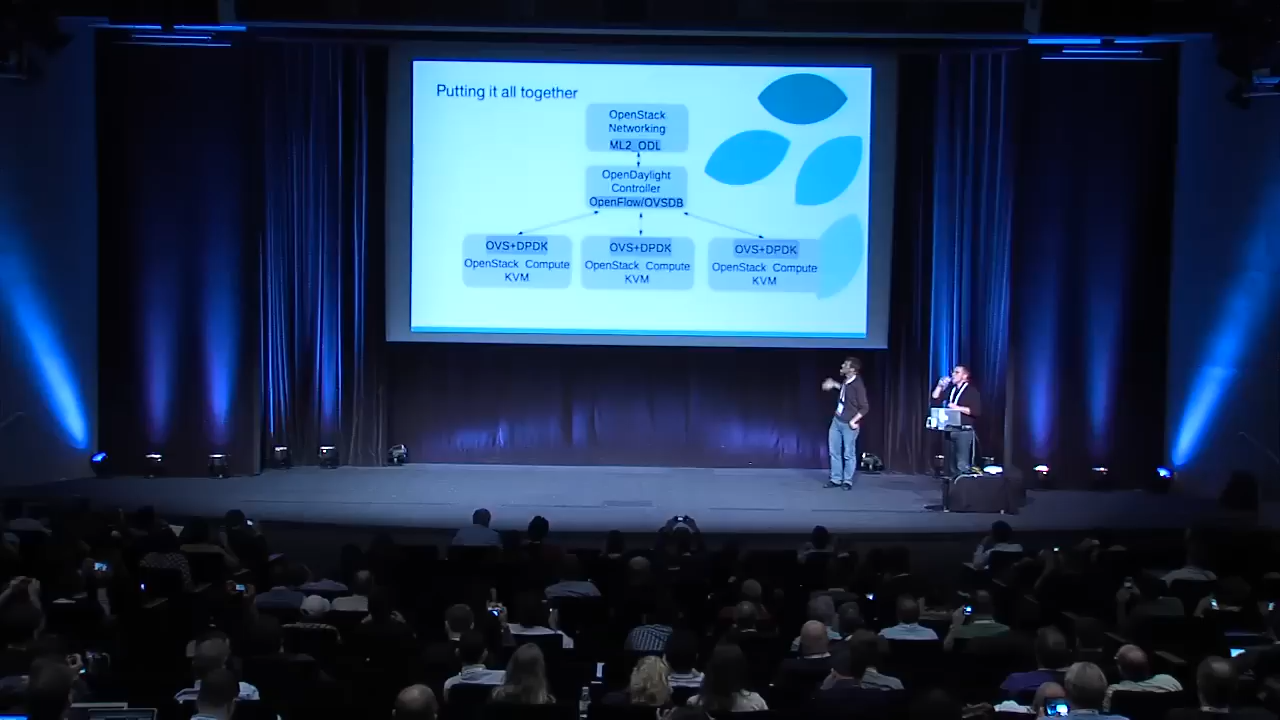 Putting it all together
OpenStack
Networking
ML2_ODL
OpenDaylight
Controller
OpenFlow/OVSDB
OVS+DPDK
OpenStack Compute
KVM
OVS+DPDK
OpenStack Compute
KVM
OVS+DPDK
OpenStack Compute
KVM